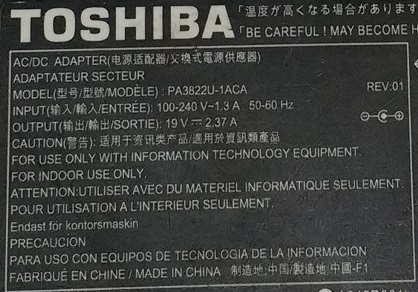 TOSHIBA
「温度が高くなる場合があります
「BE CAREFUL ! MAY BECOME H
AC/DC ADAPTER(电源适配器/交換式電源供應器)
ADAPTATEUR SECTEUR
MODEL(型号/型號/MODÈLE) : PA3822U-1ACA
REV:01
INPUT(输入/輸入/ENTRÉE): 100-240 V~1.3 A 50-60 Hz
OUTPUT(输出/輸出/SORTIE): 19 V ⎓ 2.37 A
CAUTION(警告): 适用于资讯类产品/適用於資訊類產品
FOR USE ONLY WITH INFORMATION TECHNOLOGY EQUIPMENT.
FOR INDOOR USE ONLY.
ATTENTION:UTILISER AVEC DU MATERIEL INFORMATIQUE SEULEMENT.
POUR UTILISATION A L'INTERIEUR SEULEMENT.
Endast för kontorsmaskin
PRECAUCION
PARA USO CON EQUIPOS DE TECNOLOGIA DE LA INFORMACION
FABRIQUÉ EN CHINE / MADE IN CHINA 制造地:中国/製造地:中國-F1